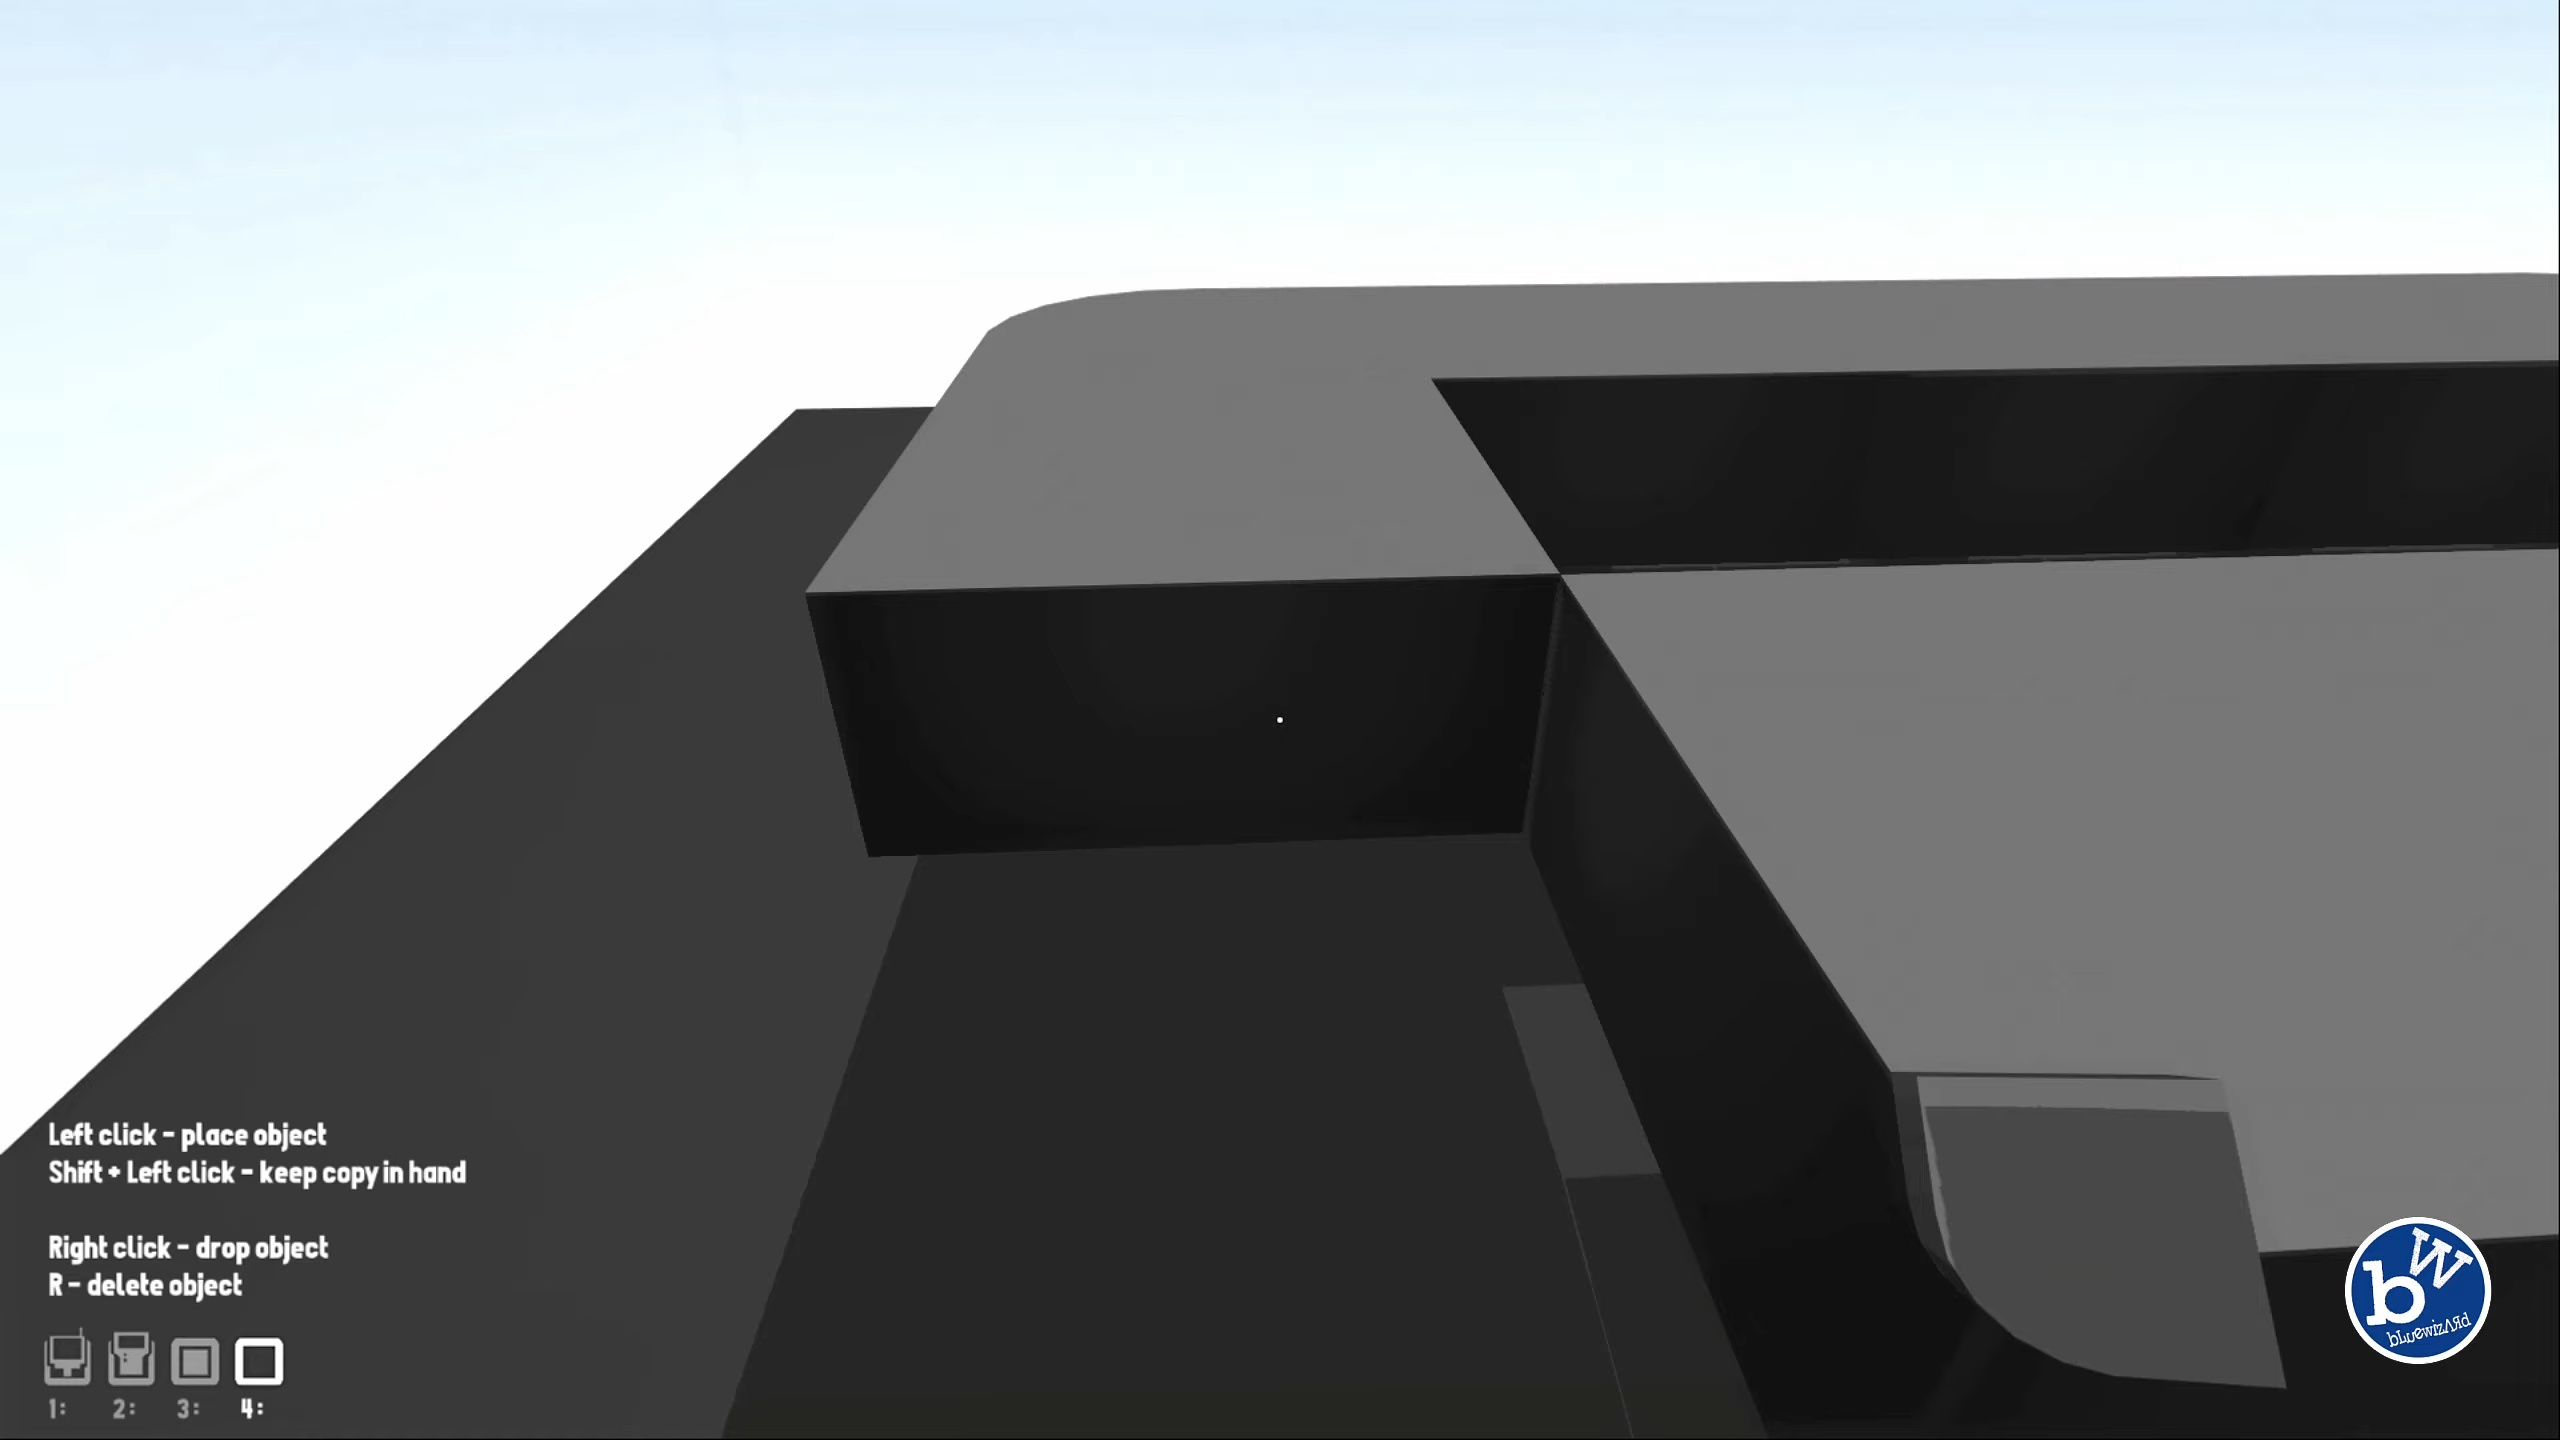 Left click - place object
Shift + Left click - keep copy in hand
Right click - drop object
R - delete object
1: 2: 3: 4:
bW
bLuewizARd